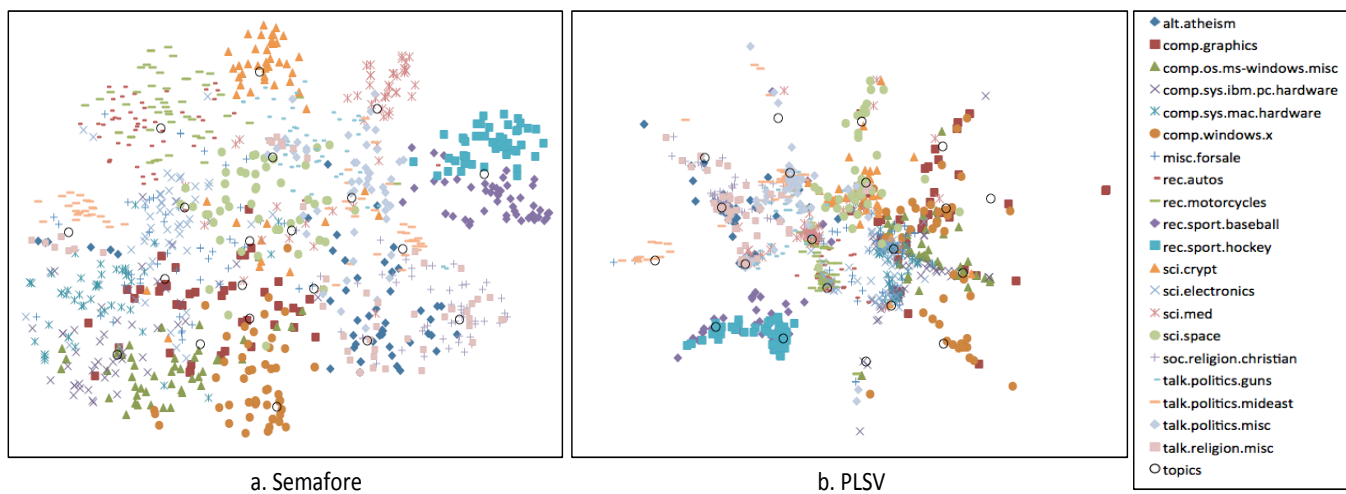 alt.atheism
comp.graphics
comp.os.ms-windows.misc
comp.sys.ibm.pc.hardware
comp.sys.mac.hardware
comp.windows.x
misc.forsale
rec.autos
rec.motorcycles
rec.sport.baseball
rec.sport.hockey
sci.crypt
sci.electronics
sci.med
sci.space
soc.religion.christian
talk.politics.guns
talk.politics.mideast
talk.politics.misc
talk.religion.misc
topics
a. Semafore
b. PLSV